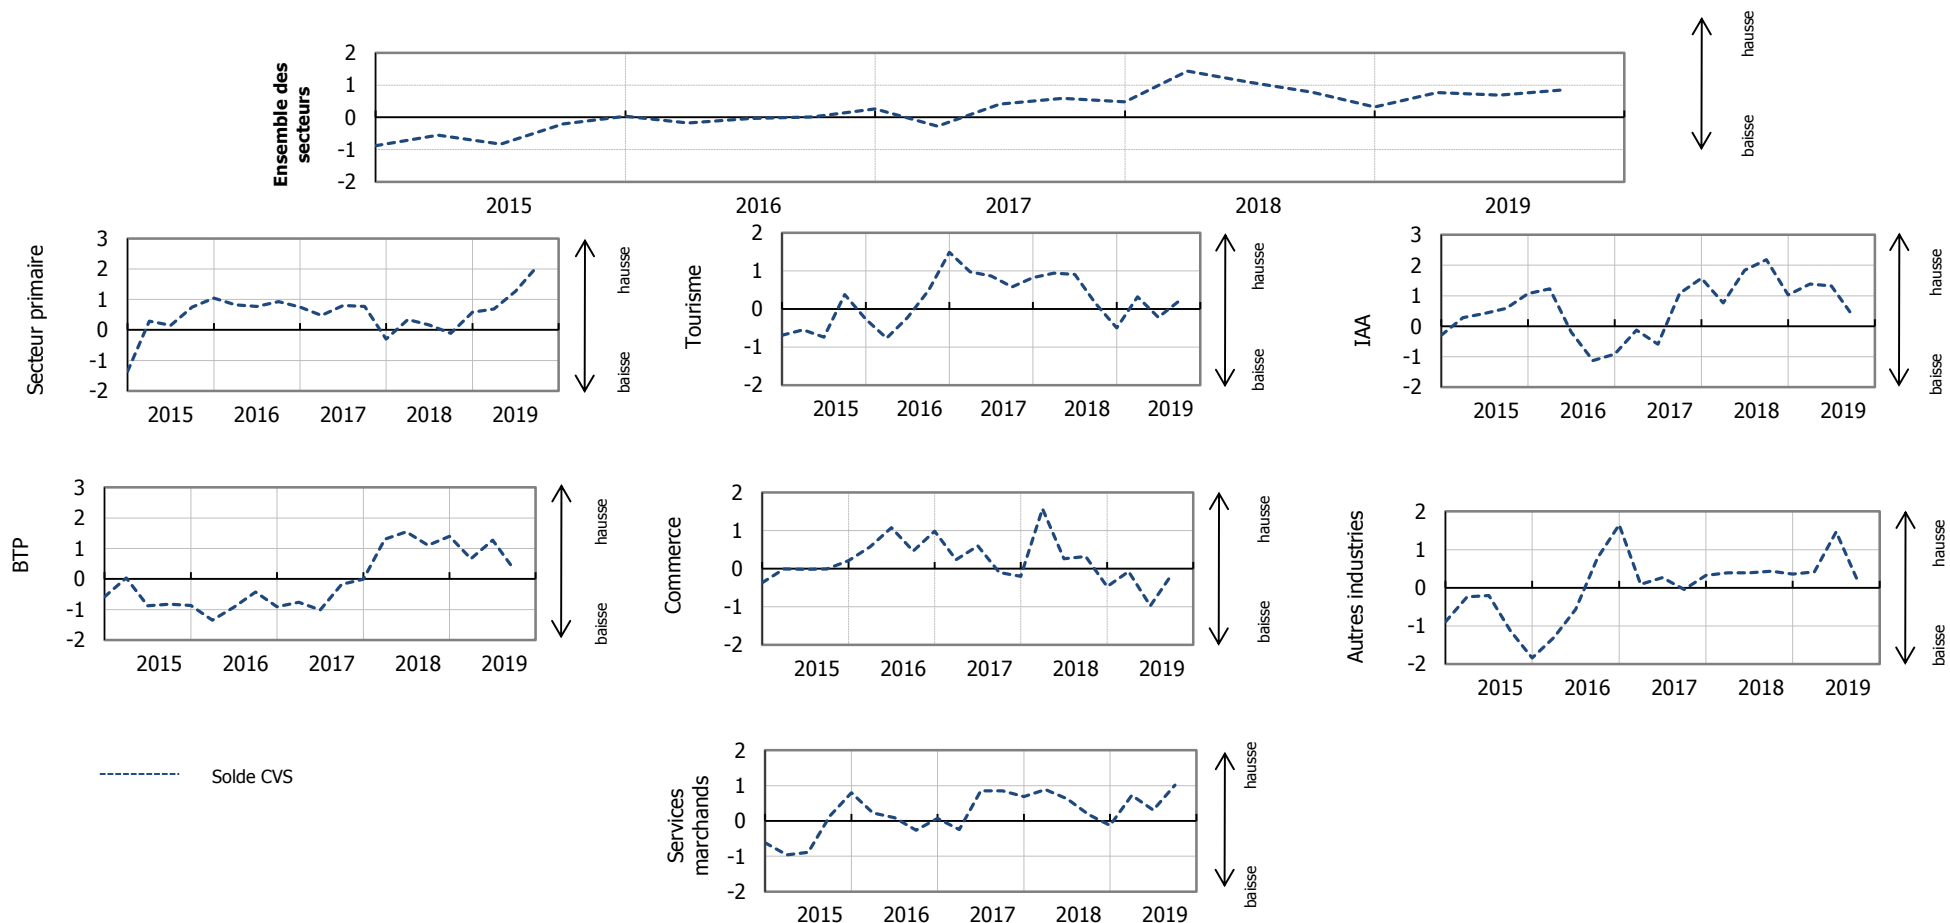 hausse
baisse
Ensemble des
secteurs
2
1
0
-1
-2
2015 2016 2017 2018 2019
Secteur primaire
3
2
1
0
-1
-2
2015 2016 2017 2018 2019
hausse
baisse
Tourisme
2
1
0
-1
-2
2015 2016 2017 2018 2019
hausse
baisse
IAA
3
2
1
0
-1
-2
2015 2016 2017 2018 2019
hausse
baisse
BTP
3
2
1
0
-1
-2
2015 2016 2017 2018 2019
hausse
baisse
Commerce
2
1
0
-1
-2
2015 2016 2017 2018 2019
hausse
baisse
Autres industries
2
1
0
-1
-2
2015 2016 2017 2018 2019
hausse
baisse
Solde CVS
Services
marchands
2
1
0
-1
-2
2015 2016 2017 2018 2019
hausse
baisse